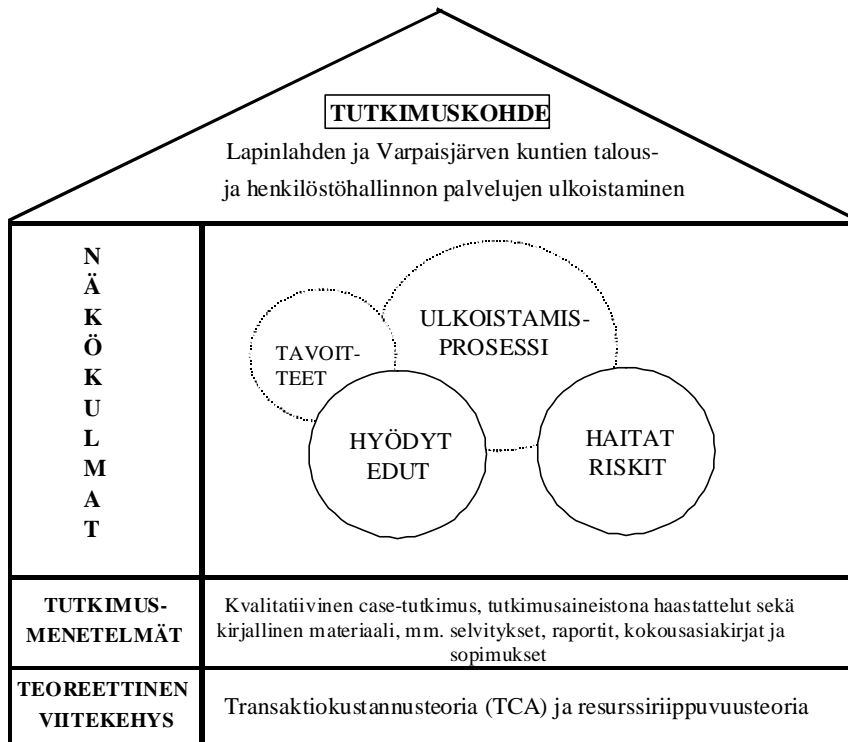 TUTKIMUSKOHDE
Lapinlahden ja Varpaisjärven kuntien talous-
ja henkilöstöhallinnon palvelujen ulkoistaminen
N
Ä
K
Ö
K
U
L
M
A
T
ULKOISTAMIS-
PROSESSI
TAVOIT-
TEET
HYÖDYT
EDUT
HAITAT
RISKIT
TUTKIMUS-
MENETELMÄT
Kvalitatiivinen case-tutkimus, tutkimusaineistona haastattelut sekä
kirjallinen materiaali, mm. selvitykset, raportit, kokousasiakirjat ja
sopimukset
TEOREETTINEN
VIITEKEHYS
Transaktiokustannusteoria (TCA) ja resurssiriippuvuusteoria